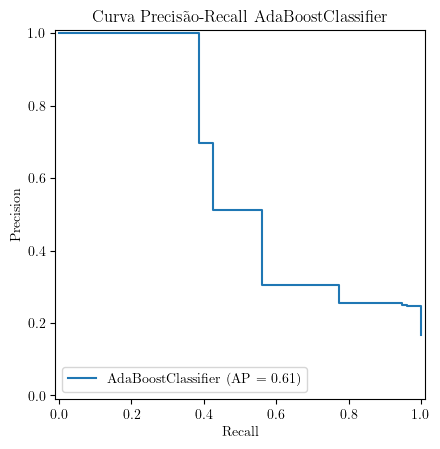 Curva Precisão-Recall AdaBoostClassifier
1.0
0.8
0.6
0.4
0.2
0.0
Precision
AdaBoostClassifier (AP = 0.61)
0.0 0.2 0.4 0.6 0.8 1.0
Recall